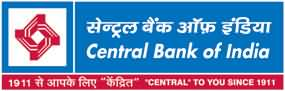 सेन्ट्रल बैंक ऑफ़ इंडिया
Central Bank of India
1911 से आपके लिए "केंद्रित" "CENTRAL" TO YOU SINCE 1911